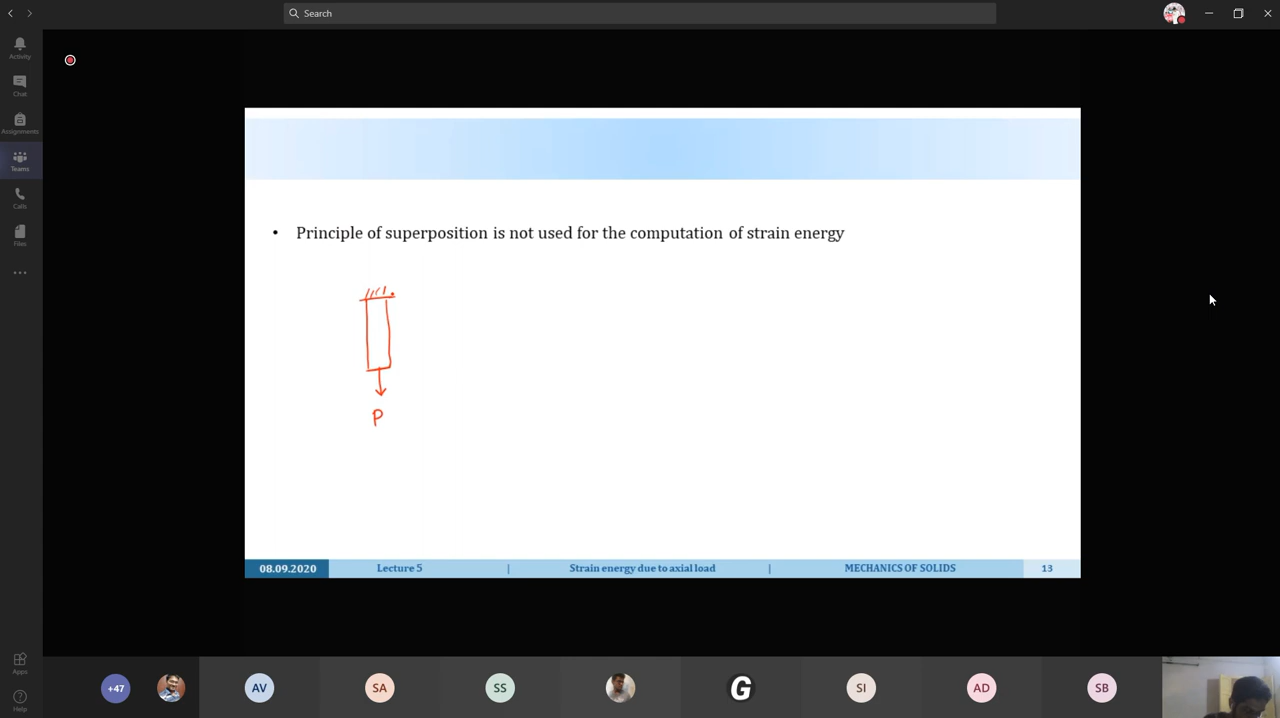 Search
Activity
Chat
Assignments
Teams
Calls
Files
• Principle of superposition is not used for the computation of strain energy
P
08.09.2020 Lecture 5 | Strain energy due to axial load | MECHANICS OF SOLIDS 13
Apps
Help
+47 AV SA SS G SI AD SB